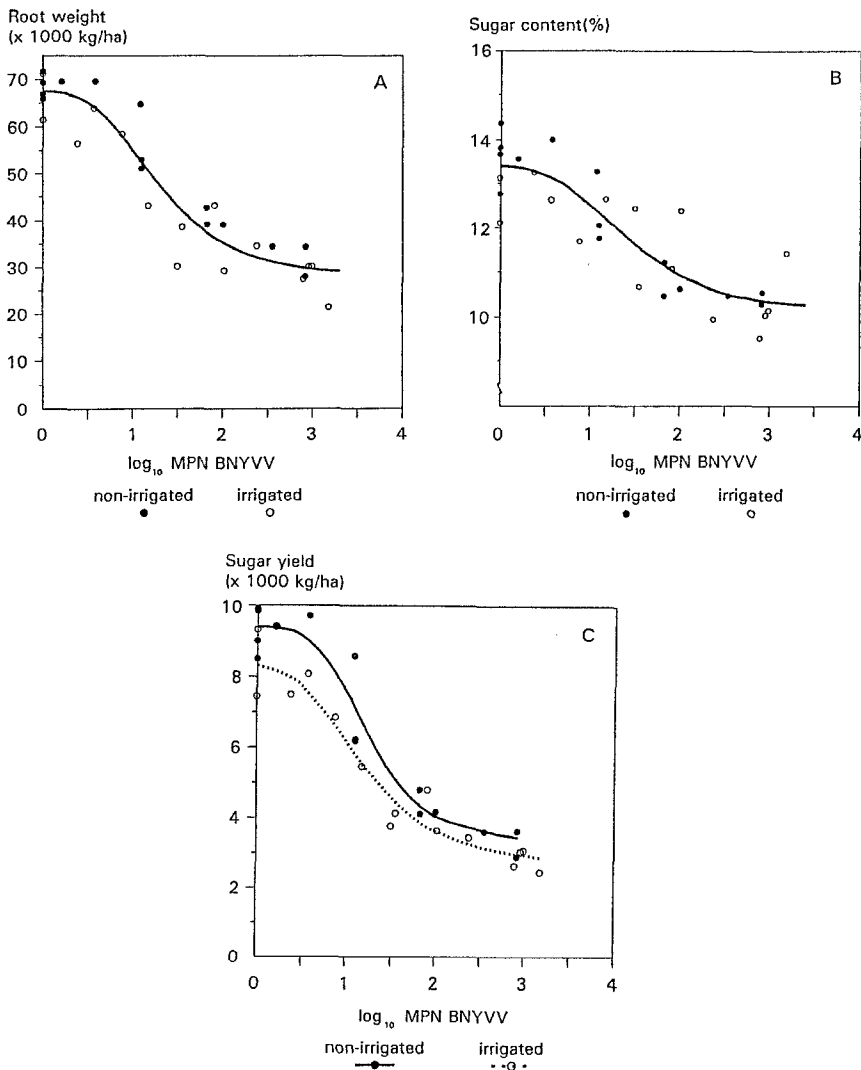 Root weight
(x 1000 kg/ha)
A
70
60
50
40
30
20
10
0
0 1 2 3 4
log₁₀ MPN BNYVV
non-irrigated irrigated
Sugar content(%)
B
16
14
12
10
0 1 2 3 4
log₁₀ MPN BNYVV
non-irrigated irrigated
Sugar yield
(x 1000 kg/ha)
C
10
8
6
4
2
0
0 1 2 3 4
log₁₀ MPN BNYVV
non-irrigated irrigated